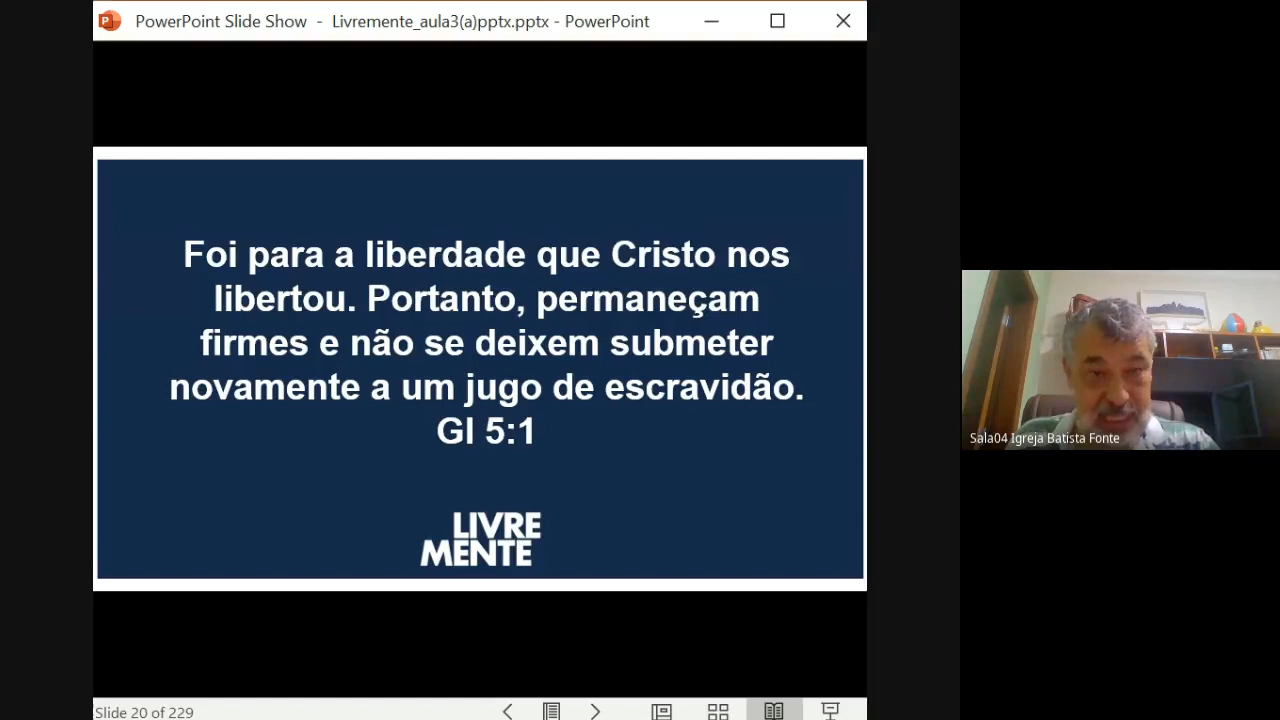 PowerPoint Slide Show - Livremente_aula3(a)pptx.pptx - PowerPoint
Foi para a liberdade que Cristo nos
libertou. Portanto, permaneçam
firmes e não se deixem submeter
novamente a um jugo de escravidão.
Gl 5:1
LIVRE
MENTE
Sala04 Igreja Batista Fonte
Slide 20 of 229